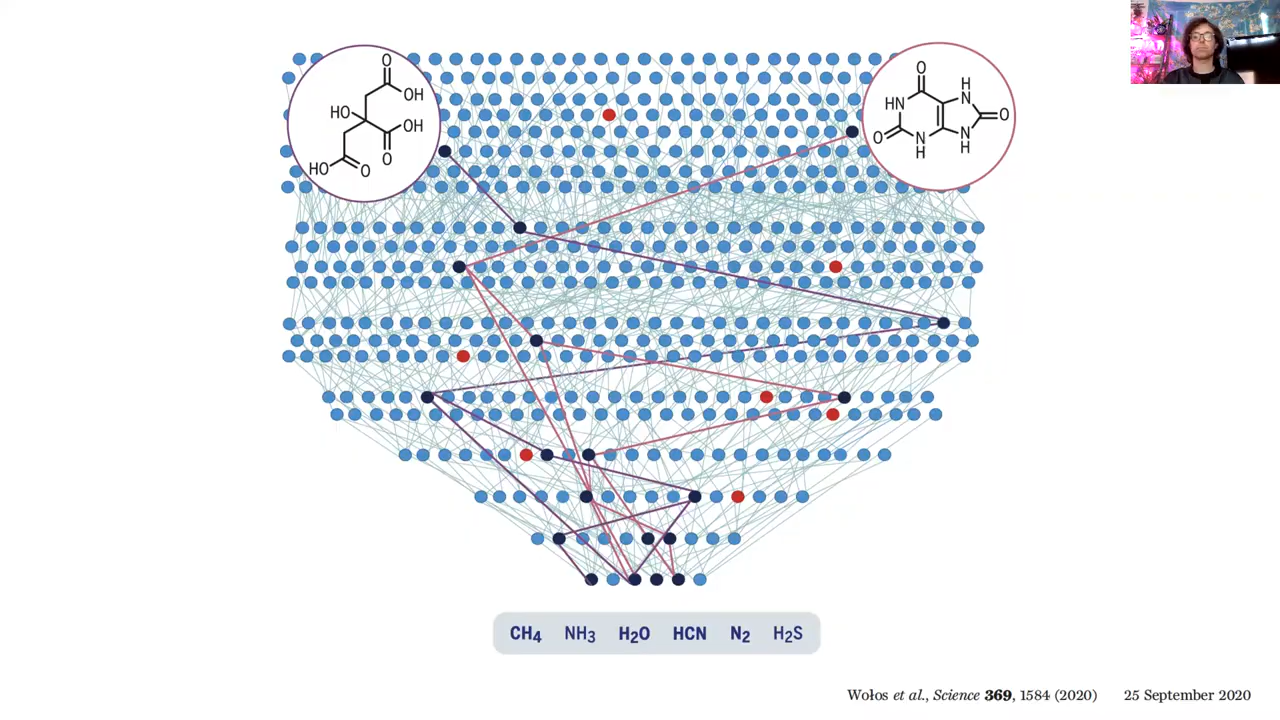 O
OH
HO
OH
O
HO
O
O
H
N
HN
O
O
N
H
N
H
CH4 NH3 H2O HCN N2 H2S
Wołos et al., Science 369, 1584 (2020) 25 September 2020